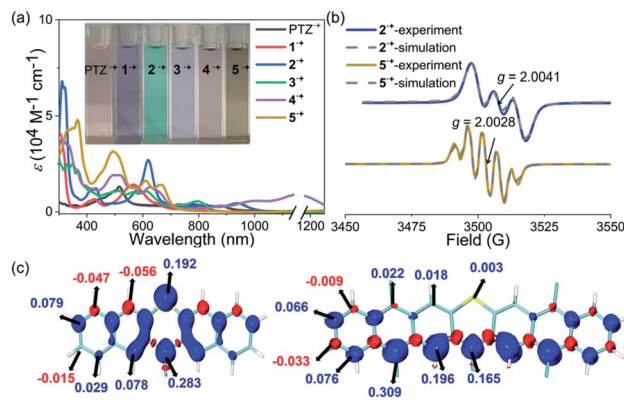 (a)
10
8
5
3
0
ε (10⁴ M⁻¹ cm⁻¹)
PTZ·⁺ 1·⁺ 2·⁺ 3·⁺ 4·⁺ 5·⁺
PTZ·⁺
1·⁺
2·⁺
3·⁺
4·⁺
5·⁺
400 600 800 1000 1200
Wavelength (nm)
(b)
2·⁺-experiment
2·⁺-simulation
5·⁺-experiment
5·⁺-simulation
g = 2.0041
g = 2.0028
3450 3500 3550
Field (G)
(c)
0.192
-0.056
-0.047
0.079
-0.015
0.029
0.078
0.283
-0.009
0.022
0.018
0.003
0.066
-0.033
0.076
0.309
0.196
0.165